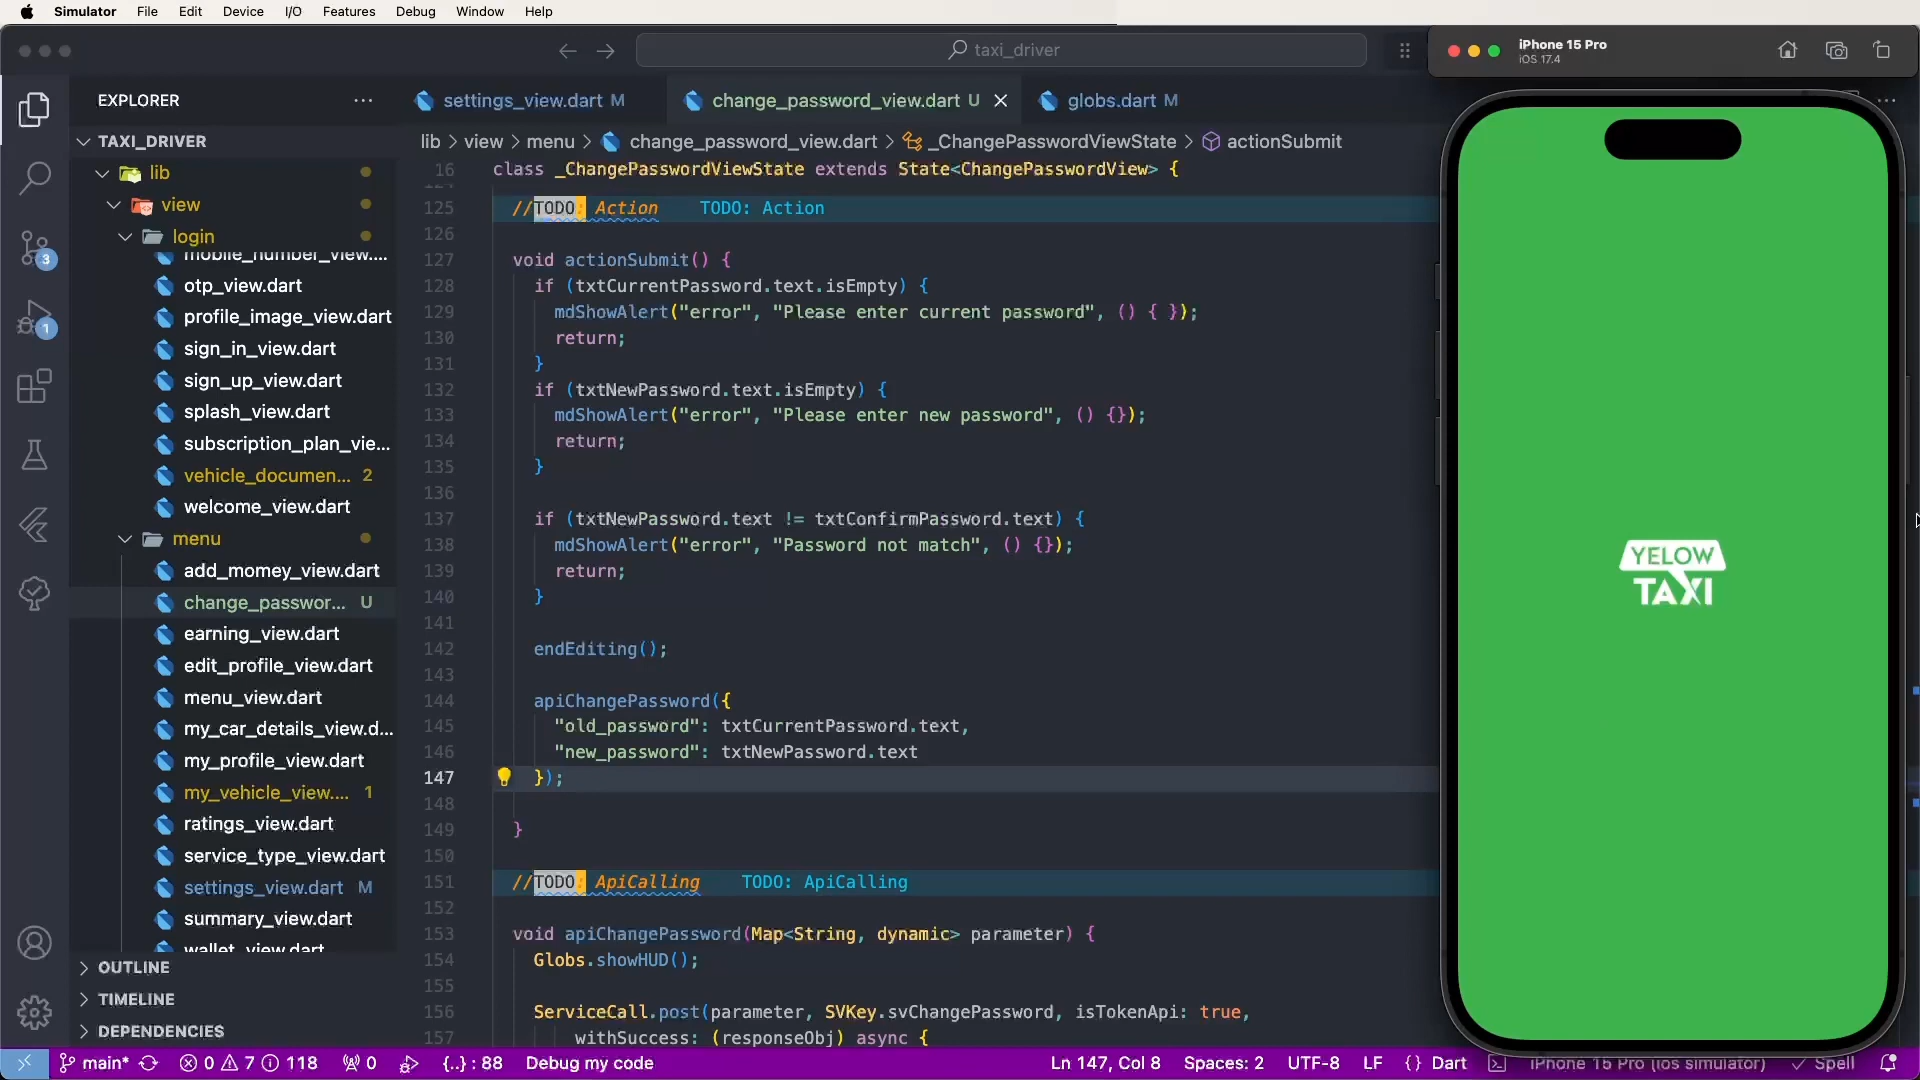 Simulator File Edit Device I/O Features Debug Window Help
taxi_driver
iPhone 15 Pro
iOS 17.4
EXPLORER
settings_view.dart M
change_password_view.dart U
globs.dart M
TAXI_DRIVER
lib > view > menu > change_password_view.dart > _ChangePasswordViewState > actionSubmit
lib
view
login
mobile_number_view....
otp_view.dart
profile_image_view.dart
sign_in_view.dart
sign_up_view.dart
splash_view.dart
subscription_plan_vie...
vehicle_documen... 2
welcome_view.dart
menu
add_momey_view.dart
change_passwor... U
earning_view.dart
edit_profile_view.dart
menu_view.dart
my_car_details_view.d...
my_profile_view.dart
my_vehicle_view.... 1
ratings_view.dart
service_type_view.dart
settings_view.dart M
summary_view.dart
wallet_view.dart
OUTLINE
TIMELINE
DEPENDENCIES
3
1
16 class _ChangePasswordViewState extends State<ChangePasswordView> {
125 //TODO: Action TODO: Action
126
127 void actionSubmit() {
128 if (txtCurrentPassword.text.isEmpty) {
129 mdShowAlert("error", "Please enter current password", () { });
130 return;
131 }
132 if (txtNewPassword.text.isEmpty) {
133 mdShowAlert("error", "Please enter new password", () {});
134 return;
135 }
136
137 if (txtNewPassword.text != txtConfirmPassword.text) {
138 mdShowAlert("error", "Password not match", () {});
139 return;
140 }
141
142 endEditing();
143
144 apiChangePassword({
145 "old_password": txtCurrentPassword.text,
146 "new_password": txtNewPassword.text
147 });
148
149 }
150
151 //TODO: ApiCalling TODO: ApiCalling
152
153 void apiChangePassword(Map<String, dynamic> parameter) {
154 Globs.showHUD();
155
156 ServiceCall.post(parameter, SVKey.svChangePassword, isTokenApi: true,
157 withSuccess: (responseObj) async {
YELOW
TAXI
main* 0 7 118 0 {..} : 88 Debug my code Ln 147, Col 8 Spaces: 2 UTF-8 LF {} Dart iPhone 15 Pro (ios simulator) Spell